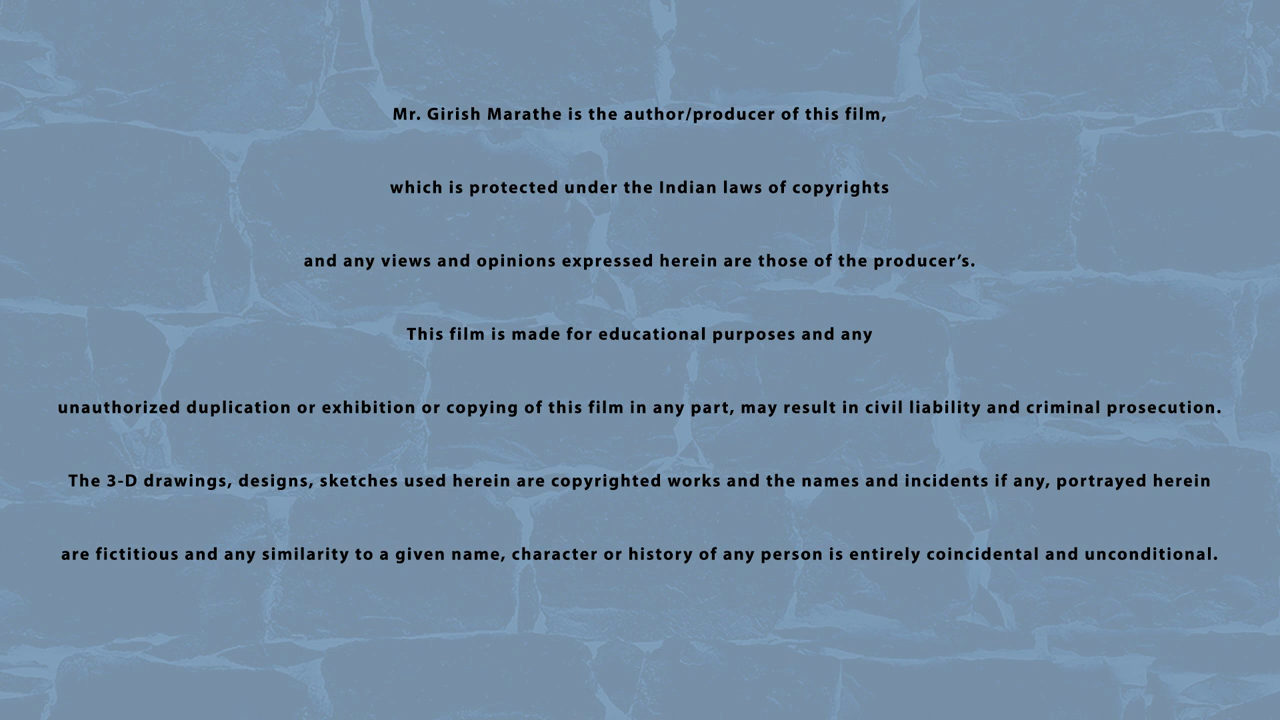 Mr. Girish Marathe is the author/producer of this film,
which is protected under the Indian laws of copyrights
and any views and opinions expressed herein are those of the producer’s.
This film is made for educational purposes and any
unauthorized duplication or exhibition or copying of this film in any part, may result in civil liability and criminal prosecution.
The 3-D drawings, designs, sketches used herein are copyrighted works and the names and incidents if any, portrayed herein
are fictitious and any similarity to a given name, character or history of any person is entirely coincidental and unconditional.